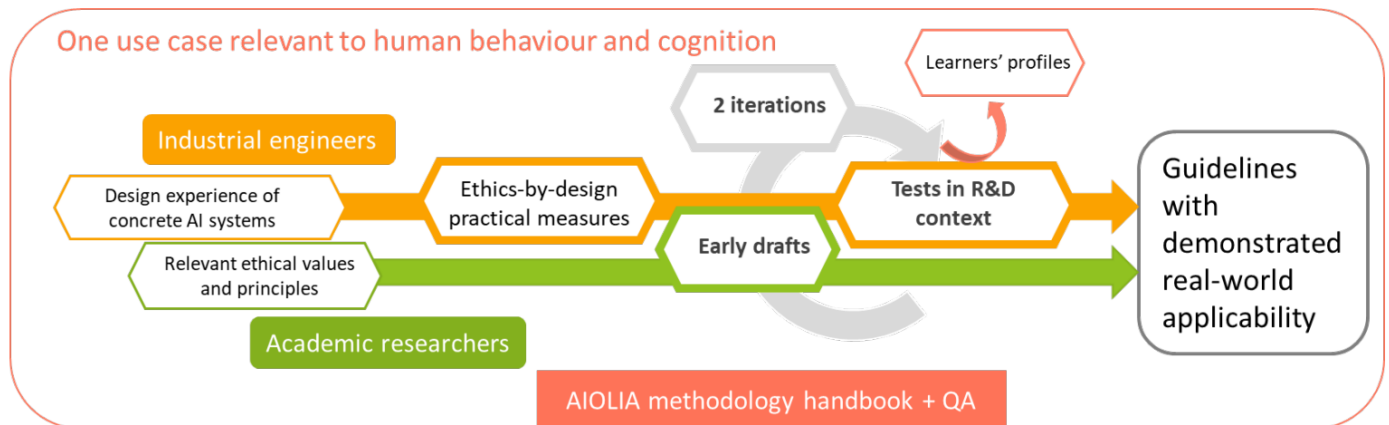 One use case relevant to human behaviour and cognition
Learners' profiles
2 iterations
Industrial engineers
Design experience of
concrete AI systems
Ethics-by-design
practical measures
Tests in R&D
context
Early drafts
Relevant ethical values
and principles
Academic researchers
Guidelines
with
demonstrated
real-world
applicability
AIOLIA methodology handbook + QA